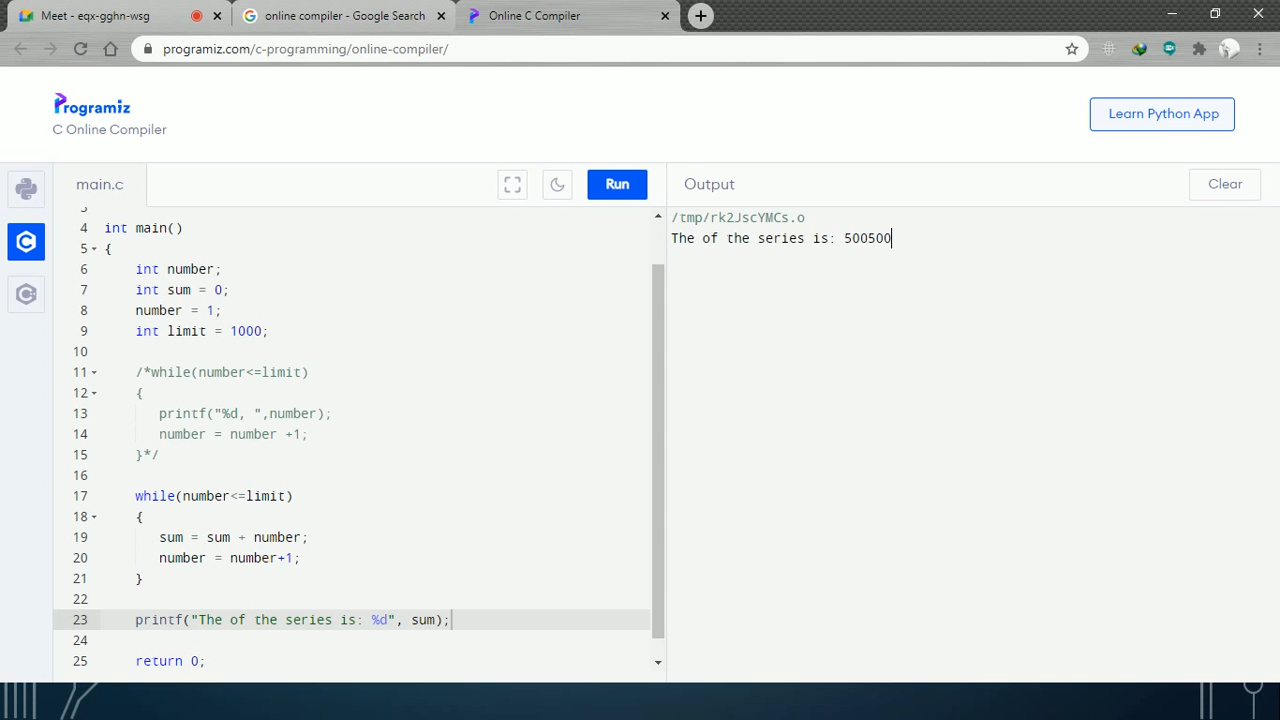 Meet - eqx-gghn-wsg
online compiler - Google Search
Online C Compiler
programiz.com/c-programming/online-compiler/
Programiz
C Online Compiler
Learn Python App
main.c
Run
Output
Clear
4 int main()
5 {
6 int number;
7 int sum = 0;
8 number = 1;
9 int limit = 1000;
10
11 /*while(number<=limit)
12 {
13 printf("%d, ",number);
14 number = number +1;
15 }*/
16
17 while(number<=limit)
18 {
19 sum = sum + number;
20 number = number+1;
21 }
22
23 printf("The of the series is: %d", sum);
24
25 return 0;
/tmp/rk2JscYMCs.o
The of the series is: 500500